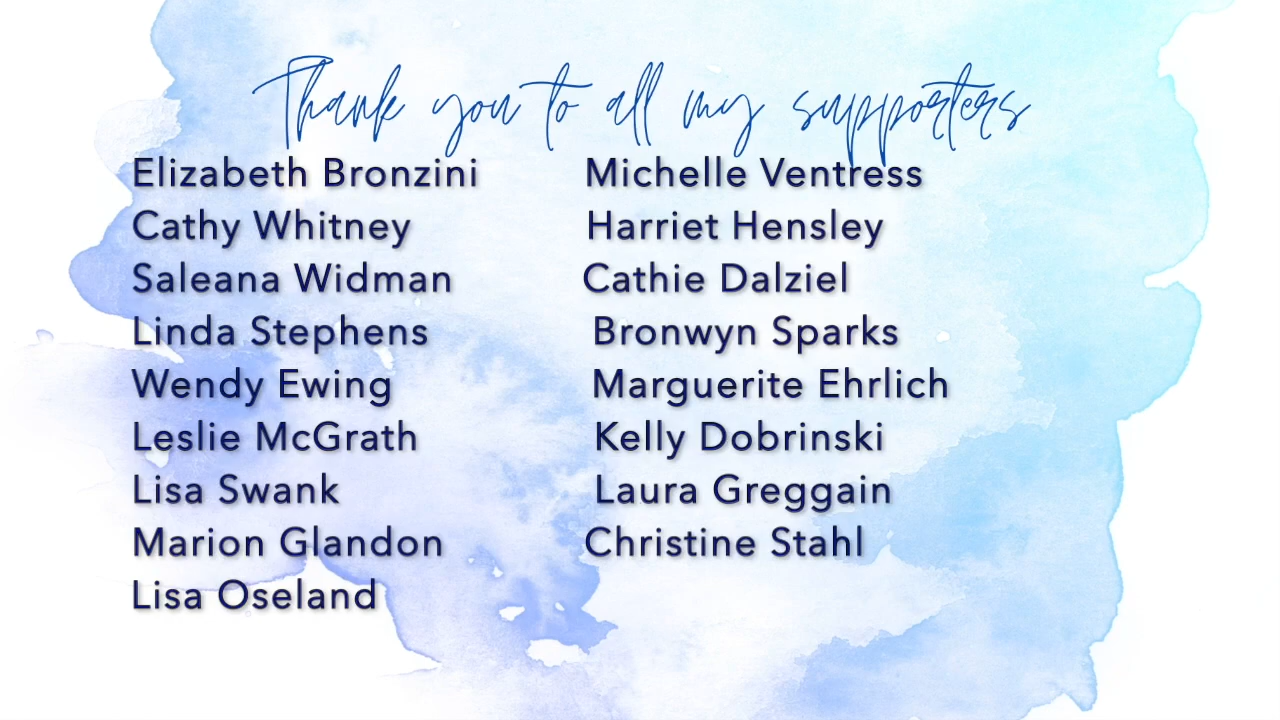 Thank you to all my supporters
Elizabeth Bronzini
Cathy Whitney
Saleana Widman
Linda Stephens
Wendy Ewing
Leslie McGrath
Lisa Swank
Marion Glandon
Lisa Oseland
Michelle Ventress
Harriet Hensley
Cathie Dalziel
Bronwyn Sparks
Marguerite Ehrlich
Kelly Dobrinski
Laura Greggain
Christine Stahl